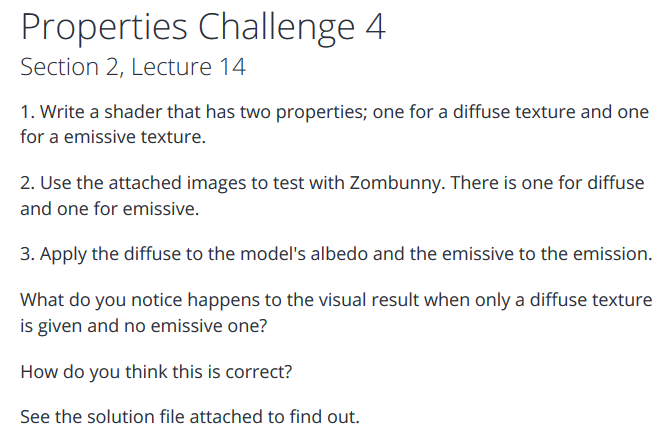 Properties Challenge 4
Section 2, Lecture 14
1. Write a shader that has two properties; one for a diffuse texture and one
for a emissive texture.
2. Use the attached images to test with Zombunny. There is one for diffuse
and one for emissive.
3. Apply the diffuse to the model's albedo and the emissive to the emission.
What do you notice happens to the visual result when only a diffuse texture
is given and no emissive one?
How do you think this is correct?
See the solution file attached to find out.